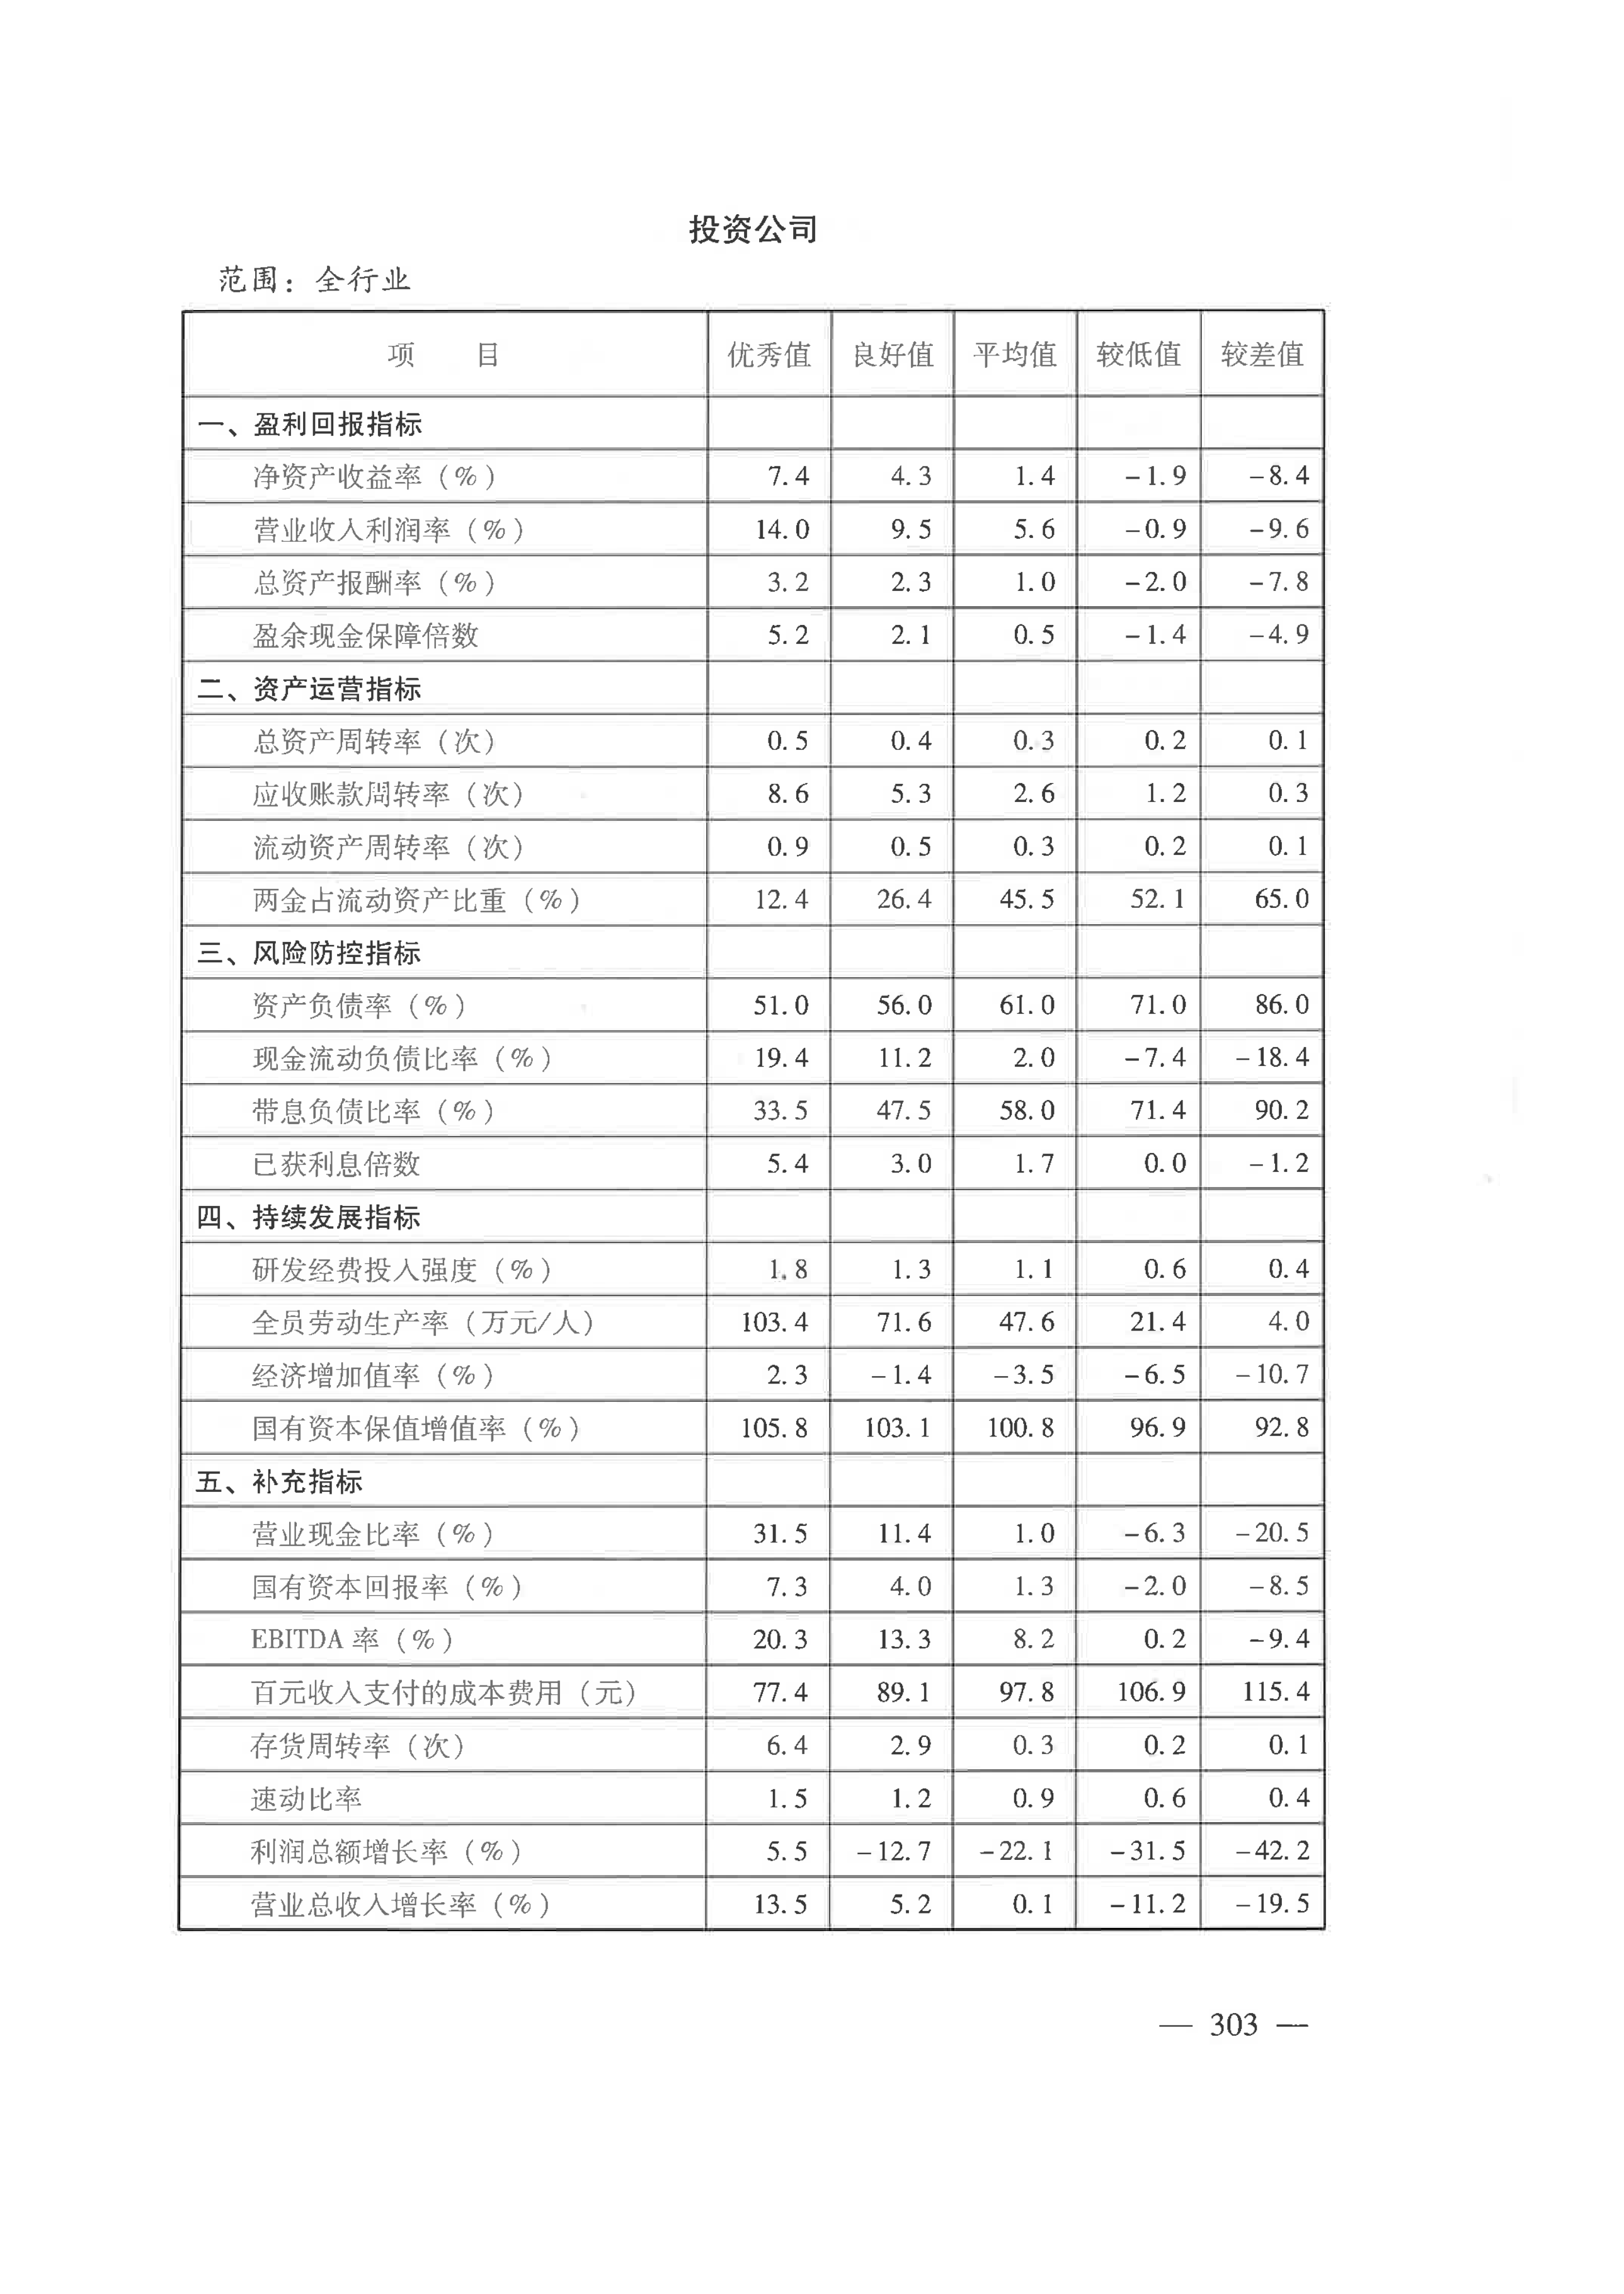 投资公司
范围：全行业
项 目 优秀值 良好值 平均值 较低值 较差值
一、盈利回报指标
净资产收益率（%） 7.4 4.3 1.4 -1.9 -8.4
营业收入利润率（%） 14.0 9.5 5.6 -0.9 -9.6
总资产报酬率（%） 3.2 2.3 1.0 -2.0 -7.8
盈余现金保障倍数 5.2 2.1 0.5 -1.4 -4.9
二、资产运营指标
总资产周转率（次） 0.5 0.4 0.3 0.2 0.1
应收账款周转率（次） 8.6 5.3 2.6 1.2 0.3
流动资产周转率（次） 0.9 0.5 0.3 0.2 0.1
两金占流动资产比重（%） 12.4 26.4 45.5 52.1 65.0
三、风险防控指标
资产负债率（%） 51.0 56.0 61.0 71.0 86.0
现金流动负债比率（%） 19.4 11.2 2.0 -7.4 -18.4
带息负债比率（%） 33.5 47.5 58.0 71.4 90.2
已获利息倍数 5.4 3.0 1.7 0.0 -1.2
四、持续发展指标
研发经费投入强度（%） 1.8 1.3 1.1 0.6 0.4
全员劳动生产率（万元/人） 103.4 71.6 47.6 21.4 4.0
经济增加值率（%） 2.3 -1.4 -3.5 -6.5 -10.7
国有资本保值增值率（%） 105.8 103.1 100.8 96.9 92.8
五、补充指标
营业现金比率（%） 31.5 11.4 1.0 -6.3 -20.5
国有资本回报率（%） 7.3 4.0 1.3 -2.0 -8.5
EBITDA 率（%） 20.3 13.3 8.2 0.2 -9.4
百元收入支付的成本费用（元） 77.4 89.1 97.8 106.9 115.4
存货周转率（次） 6.4 2.9 0.3 0.2 0.1
速动比率 1.5 1.2 0.9 0.6 0.4
利润总额增长率（%） 5.5 -12.7 -22.1 -31.5 -42.2
营业总收入增长率（%） 13.5 5.2 0.1 -11.2 -19.5
— 303 —